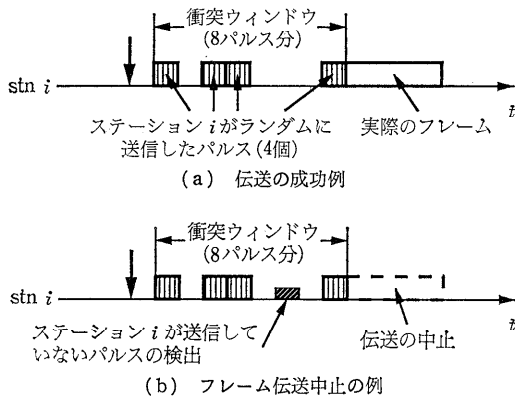 衝突ウィンドウ
(8パルス分)
stn i
t
ステーション i がランダムに
送信したパルス(4個)
実際のフレーム
(a) 伝送の成功例
衝突ウィンドウ
(8パルス分)
stn i
t
ステーション i が送信して
いないパルスの検出
伝送の中止
(b) フレーム伝送中止の例